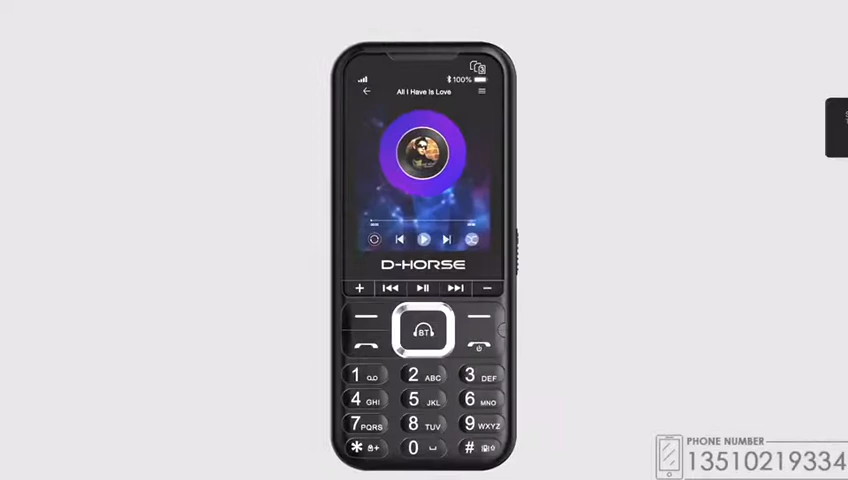 100%
All I Have Is Love
D-HORSE
+ −
BT
1 2 ABC 3 DEF
4 GHI 5 JKL 6 MNO
7 PQRS 8 TUV 9 WXYZ
* + 0 #
PHONE NUMBER
13510219334